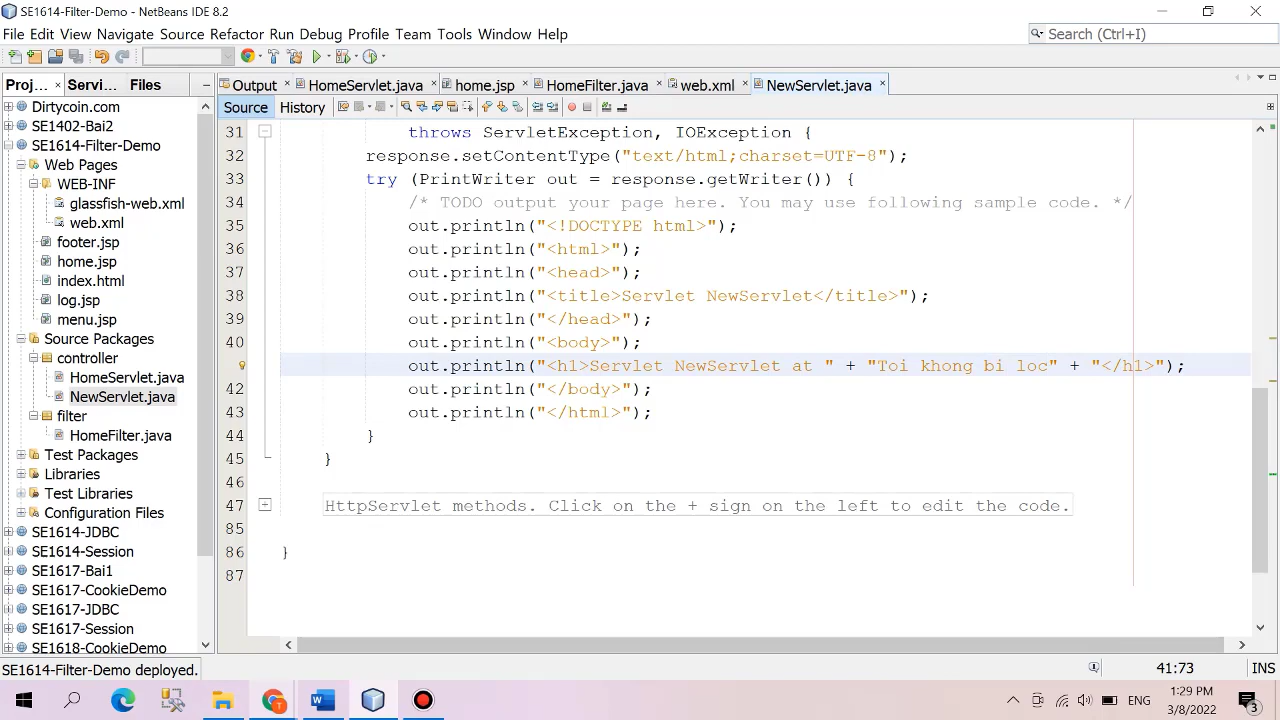 SE1614-Filter-Demo - NetBeans IDE 8.2
File Edit View Navigate Source Refactor Run Debug Profile Team Tools Window Help
Search (Ctrl+I)
Proj... × Servi... Files
Output × HomeServlet.java × home.jsp × HomeFilter.java × web.xml × NewServlet.java ×
Source History
Dirtycoin.com
SE1402-Bai2
SE1614-Filter-Demo
Web Pages
WEB-INF
glassfish-web.xml
web.xml
footer.jsp
home.jsp
index.html
log.jsp
menu.jsp
Source Packages
controller
HomeServlet.java
NewServlet.java
filter
HomeFilter.java
Test Packages
Libraries
Test Libraries
Configuration Files
SE1614-JDBC
SE1614-Session
SE1617-Bai1
SE1617-CookieDemo
SE1617-JDBC
SE1617-Session
SE1618-CookieDemo
31 throws ServletException, IOException {
32 response.setContentType("text/html;charset=UTF-8");
33 try (PrintWriter out = response.getWriter()) {
34 /* TODO output your page here. You may use following sample code. */
35 out.println("<!DOCTYPE html>");
36 out.println("<html>");
37 out.println("<head>");
38 out.println("<title>Servlet NewServlet</title>");
39 out.println("</head>");
40 out.println("<body>");
out.println("<h1>Servlet NewServlet at " + "Toi khong bi loc" + "</h1>");
42 out.println("</body>");
43 out.println("</html>");
44 }
45 }
46
47 HttpServlet methods. Click on the + sign on the left to edit the code.
85
86 }
87
SE1614-Filter-Demo deployed.
41:73
INS
ENG
1:29 PM
3/8/2022
3